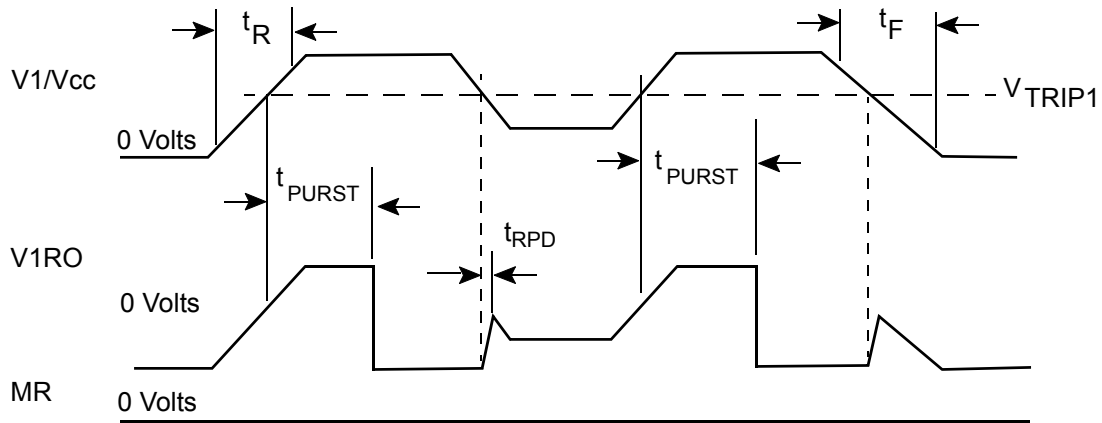 tR
tF
V1/Vcc
VTRIP1
0 Volts
tPURST
tPURST
V1RO
tRPD
0 Volts
MR
0 Volts